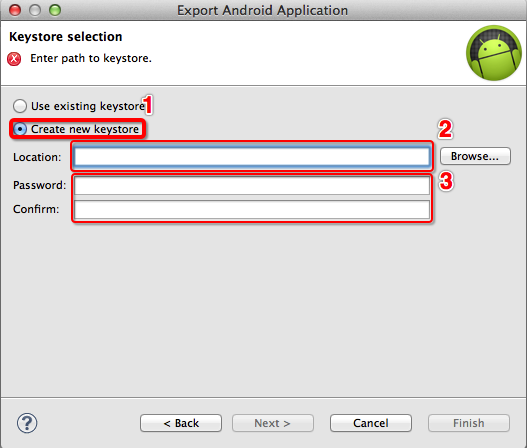 Export Android Application
Keystore selection
Enter path to keystore.
Use existing keystore 1
Create new keystore
2
Location: Browse...
Password: 3
Confirm:
? < Back Next > Cancel Finish